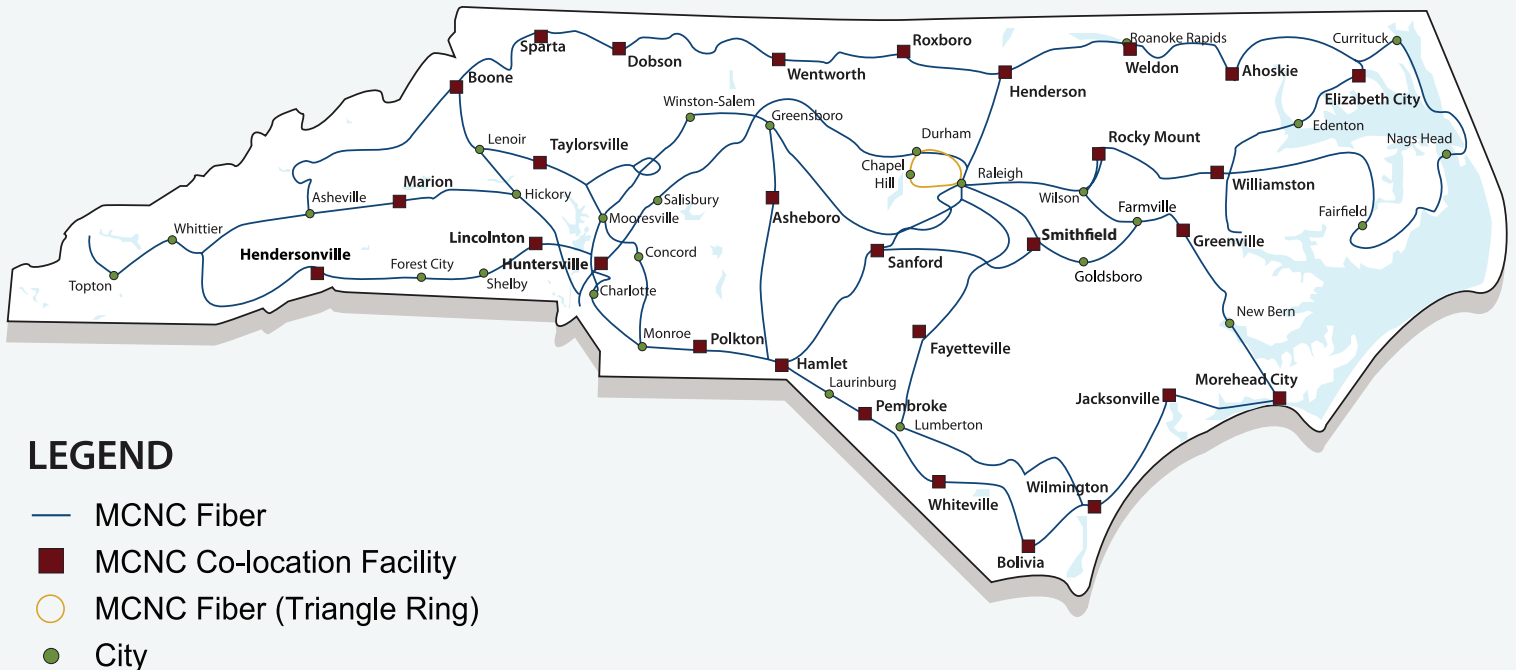 Sparta
Dobson
Roxboro
Roanoke Rapids
Currituck
Wentworth
Weldon
Ahoskie
Boone
Henderson
Elizabeth City
Winston-Salem
Greensboro
Edenton
Lenoir
Taylorsville
Durham
Rocky Mount
Nags Head
Chapel
Hill
Raleigh
Marion
Hickory
Williamston
Asheville
Salisbury
Wilson
Mooresville
Asheboro
Farmville
Fairfield
Whittier
Lincolnton
Smithfield
Greenville
Hendersonville
Concord
Sanford
Forest City
Huntersville
Goldsboro
Topton
Shelby
Charlotte
New Bern
Monroe
Polkton
Fayetteville
Hamlet
Laurinburg
Morehead City
Jacksonville
Pembroke
Lumberton
Wilmington
Whiteville
Bolivia
LEGEND
MCNC Fiber
MCNC Co-location Facility
MCNC Fiber (Triangle Ring)
City